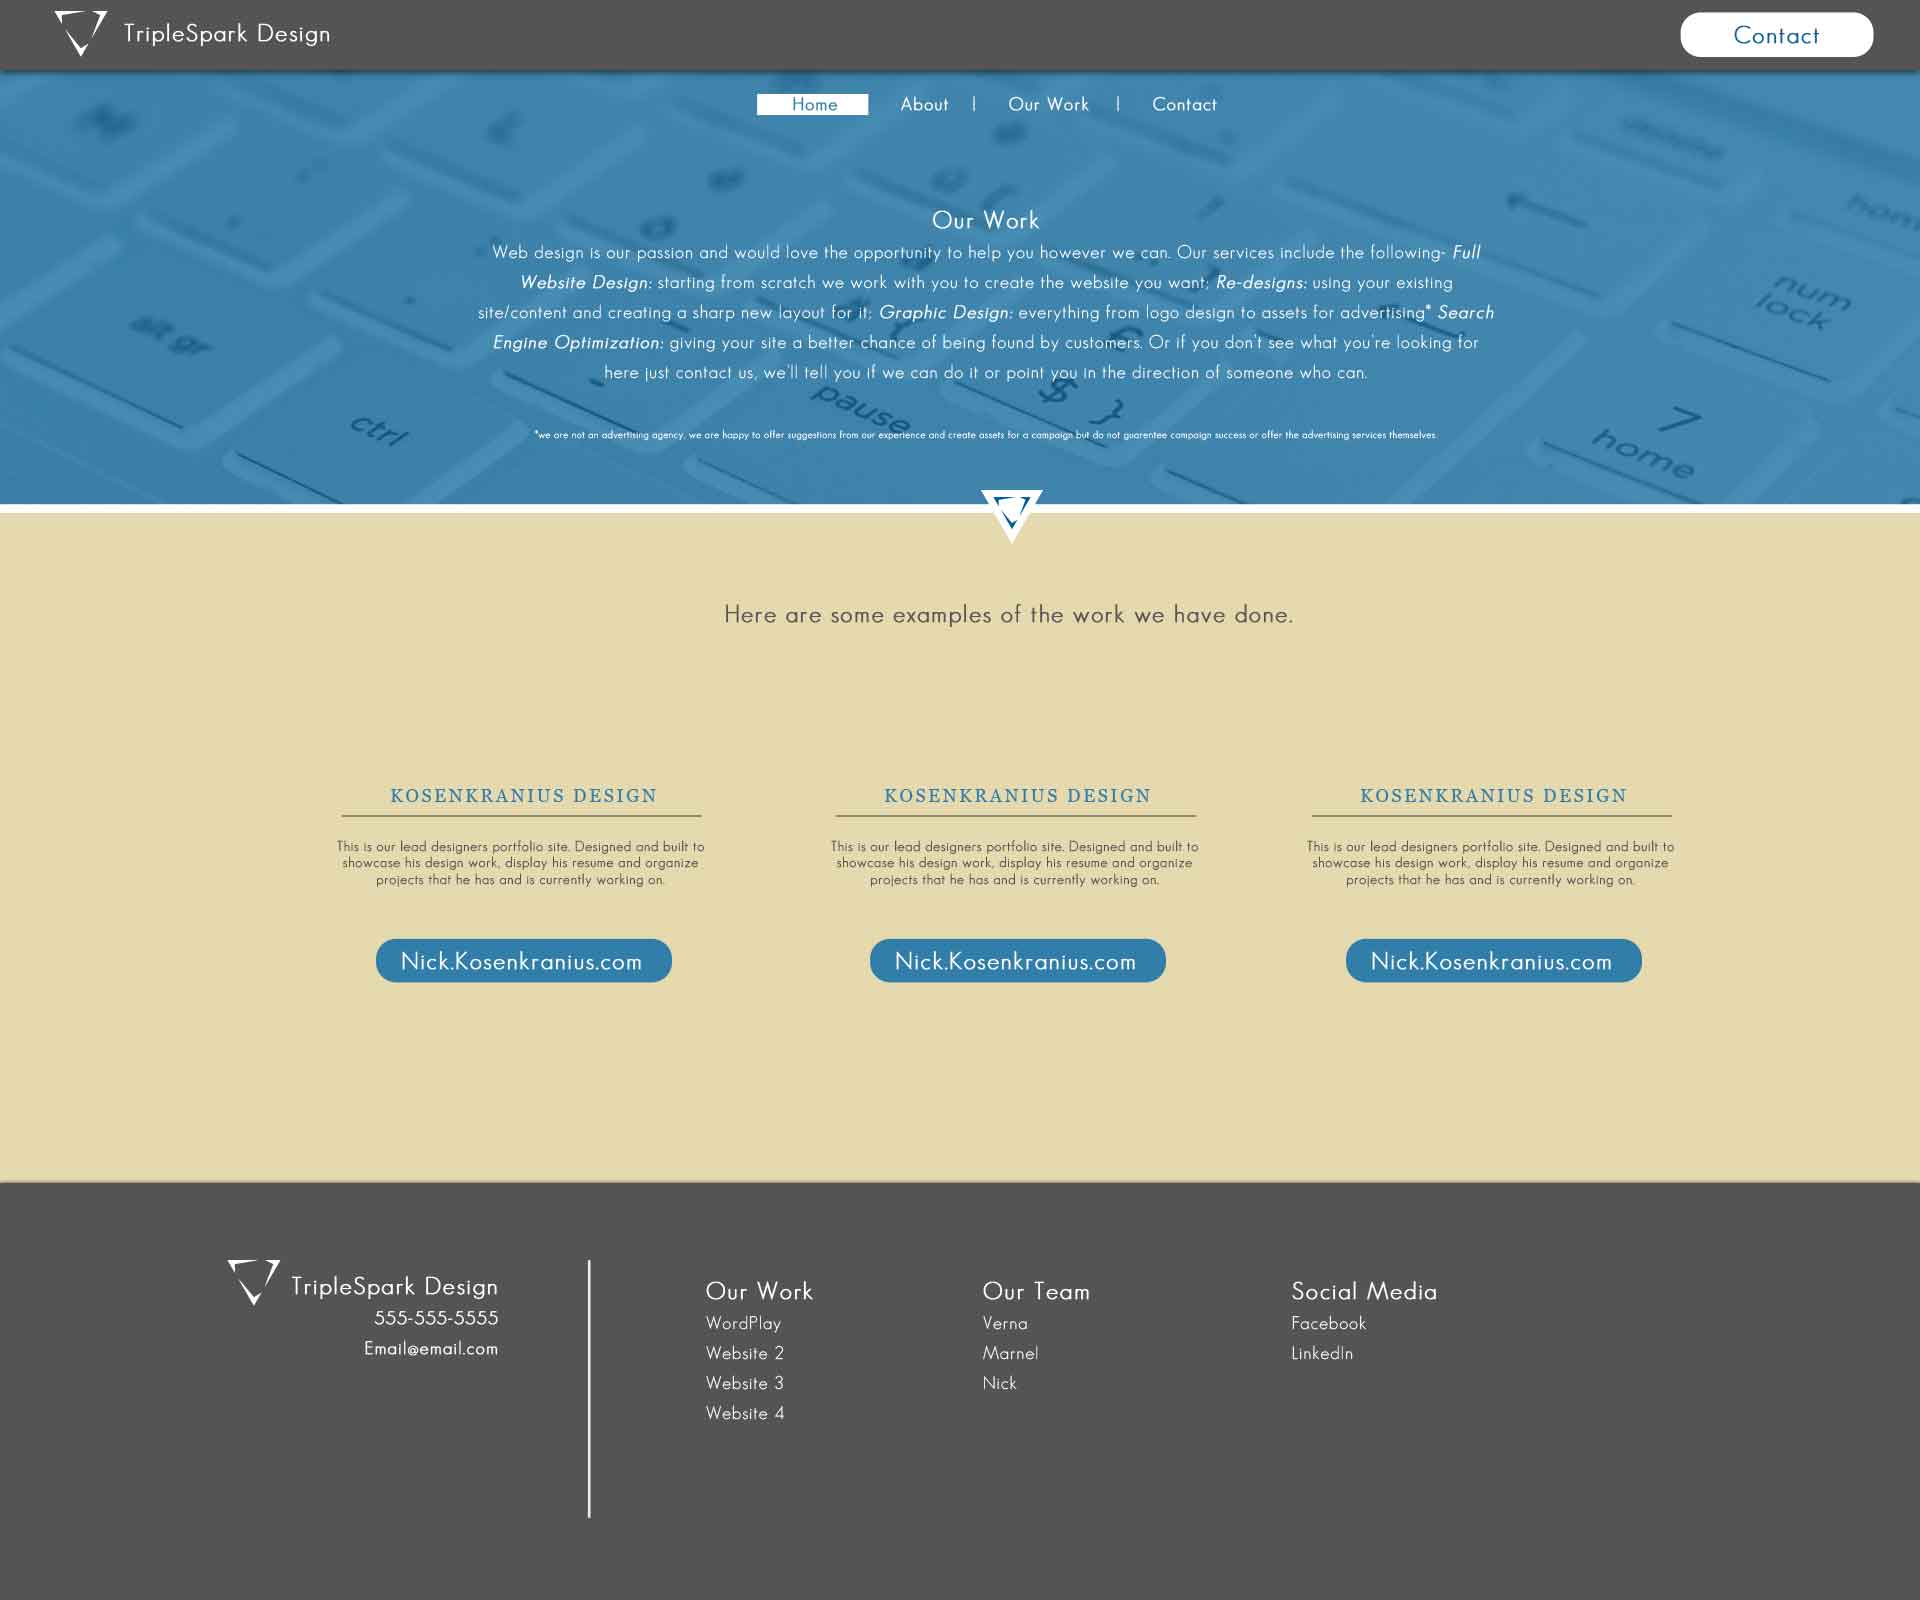 TripleSpark Design
Contact
Home
About | Our Work | Contact
Our Work
Web design is our passion and would love the opportunity to help you however we can. Our services include the following- Full
Website Design: starting from scratch we work with you to create the website you want; Re-designs: using your existing
site/content and creating a sharp new layout for it; Graphic Design: everything from logo design to assets for advertising* Search
Engine Optimization: giving your site a better chance of being found by customers. Or if you don't see what you're looking for
here just contact us, we'll tell you if we can do it or point you in the direction of someone who can.
*we are not an advertising agency, we are happy to offer suggestions from our experience and create assets for a campaign but do not guarentee campaign success or offer the advertising services themselves.
alt gr
ctrl
pause
$ }
num
lock
7
home
Here are some examples of the work we have done.
KOSENKRANIUS DESIGN
This is our lead designers portfolio site. Designed and built to
showcase his design work, display his resume and organize
projects that he has and is currently working on.
Nick.Kosenkranius.com
KOSENKRANIUS DESIGN
This is our lead designers portfolio site. Designed and built to
showcase his design work, display his resume and organize
projects that he has and is currently working on.
Nick.Kosenkranius.com
KOSENKRANIUS DESIGN
This is our lead designers portfolio site. Designed and built to
showcase his design work, display his resume and organize
projects that he has and is currently working on.
Nick.Kosenkranius.com
TripleSpark Design
555-555-5555
Email@email.com
Our Work
WordPlay
Website 2
Website 3
Website 4
Our Team
Verna
Marnel
Nick
Social Media
Facebook
LinkedIn